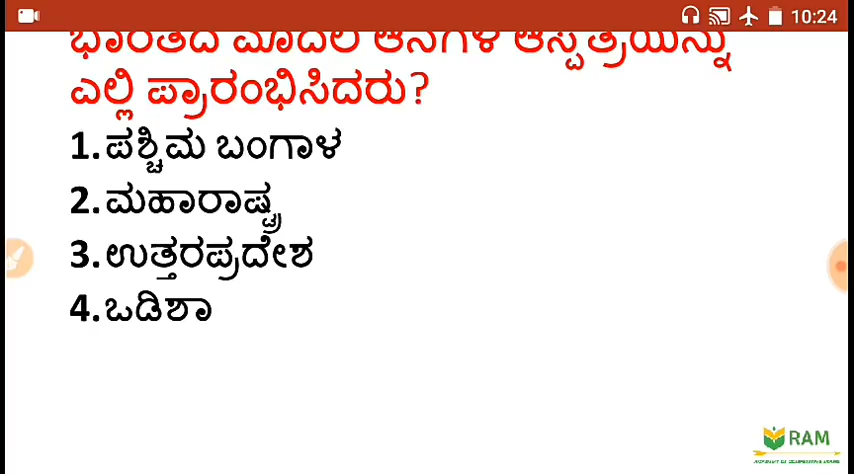 10:24
ಭಾರತದ ಮೊದಲ ಆನೆಗಳ ಆಸ್ಪತ್ರೆಯನ್ನು
ಎಲ್ಲಿ ಪ್ರಾರಂಭಿಸಿದರು?
1.ಪಶ್ಚಿಮ ಬಂಗಾಳ
2.ಮಹಾರಾಷ್ಟ್ರ
3.ಉತ್ತರಪ್ರದೇಶ
4.ಒಡಿಶಾ
RAM